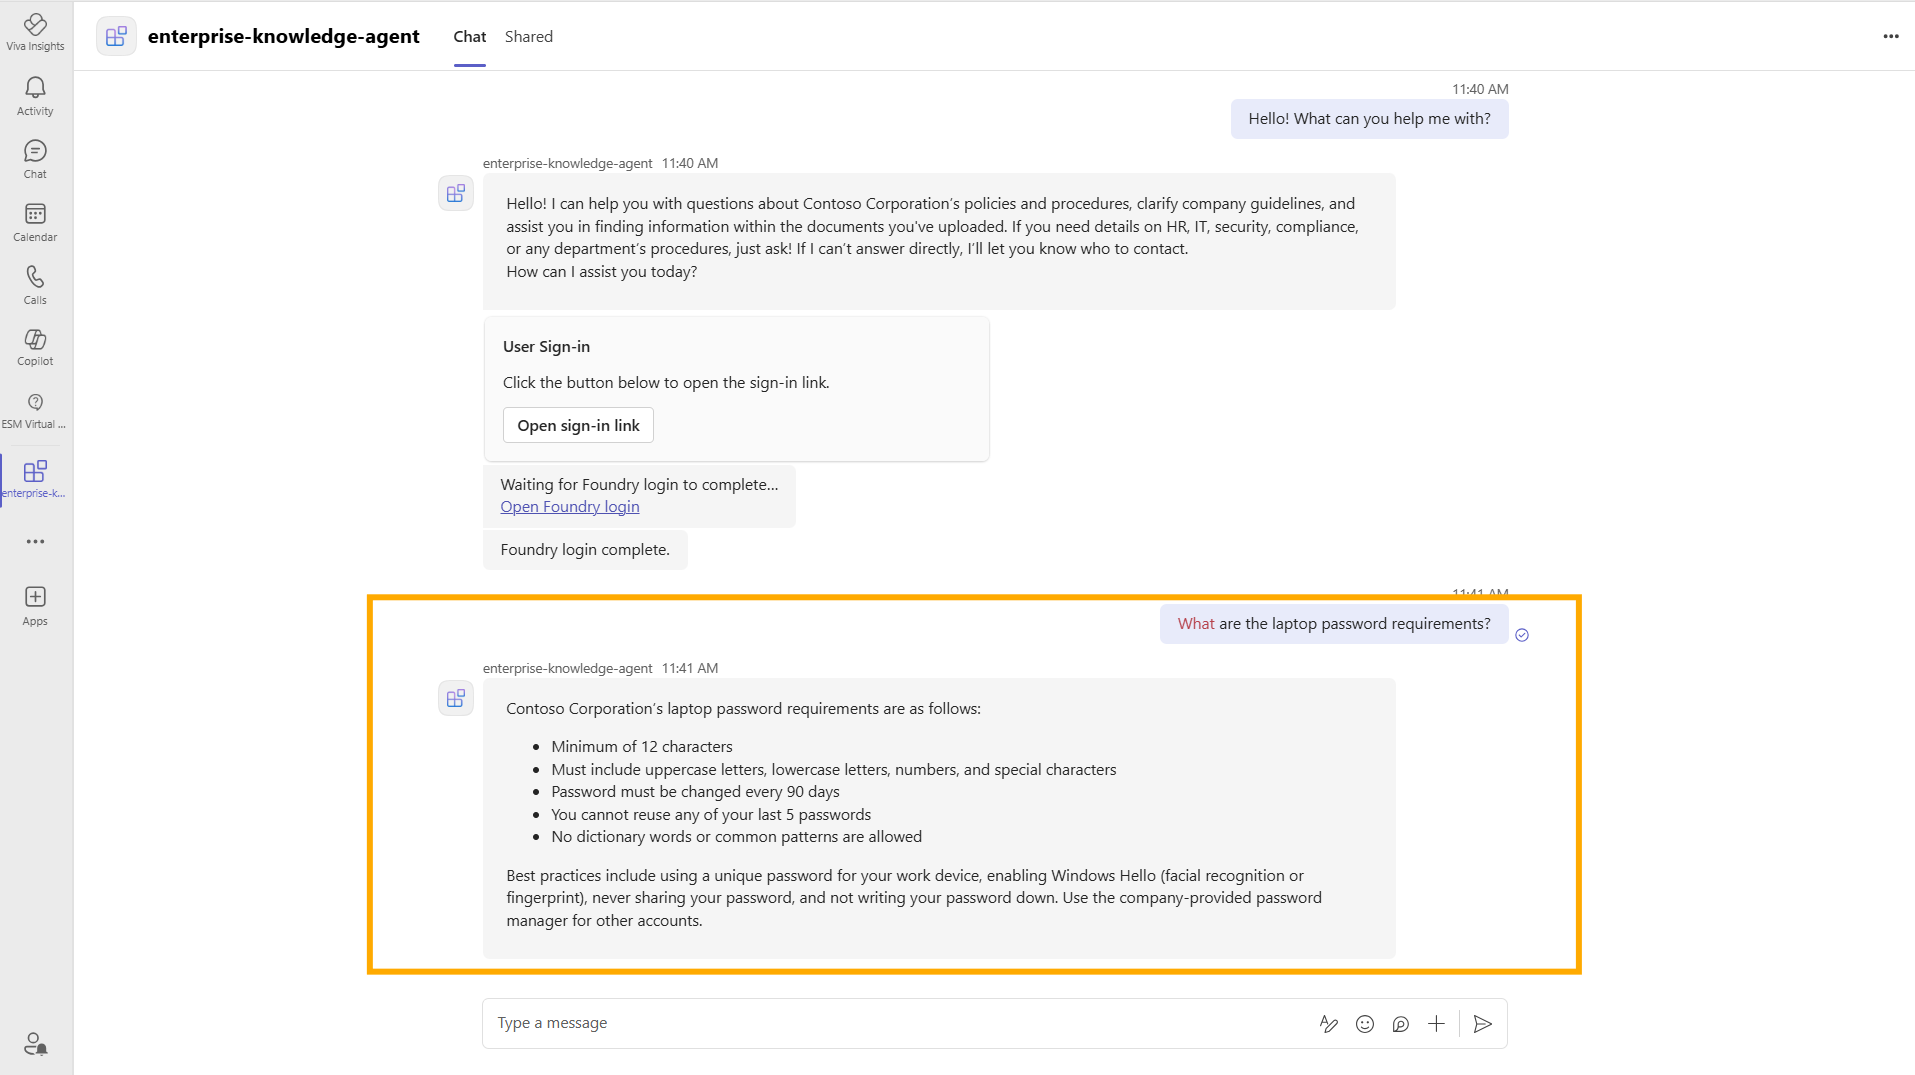 Viva Insights
Activity
Chat
Calendar
Calls
Copilot
ESM Virtual ...
enterprise-k...
Apps
enterprise-knowledge-agent Chat Shared
11:40 AM
Hello! What can you help me with?
enterprise-knowledge-agent 11:40 AM
Hello! I can help you with questions about Contoso Corporation's policies and procedures, clarify company guidelines, and
assist you in finding information within the documents you've uploaded. If you need details on HR, IT, security, compliance,
or any department's procedures, just ask! If I can't answer directly, I'll let you know who to contact.
How can I assist you today?
User Sign-in
Click the button below to open the sign-in link.
Open sign-in link
Waiting for Foundry login to complete...
Open Foundry login
Foundry login complete.
11:41 AM
What are the laptop password requirements?
enterprise-knowledge-agent 11:41 AM
Contoso Corporation's laptop password requirements are as follows:
• Minimum of 12 characters
• Must include uppercase letters, lowercase letters, numbers, and special characters
• Password must be changed every 90 days
• You cannot reuse any of your last 5 passwords
• No dictionary words or common patterns are allowed
Best practices include using a unique password for your work device, enabling Windows Hello (facial recognition or
fingerprint), never sharing your password, and not writing your password down. Use the company-provided password
manager for other accounts.
Type a message